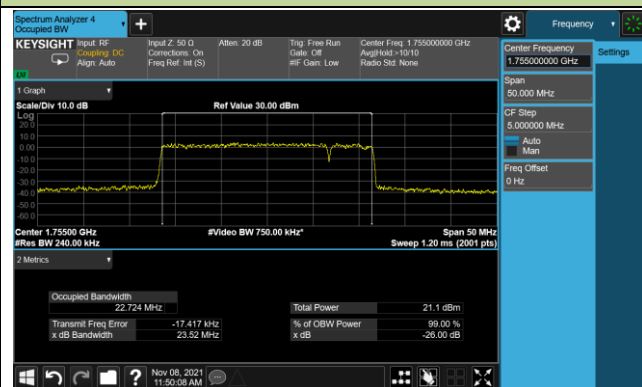 Spectrum Analyzer 4
Occupied BW
Frequency
KEYSIGHT
Input: RF
Coupling: DC
Align: Auto
Input Z: 50 Ω
Corrections: On
Freq Ref: Int (S)
Atten: 20 dB
Trig: Free Run
Gate: Off
#IF Gain: Low
Center Freq: 1.755000000 GHz
Avg|Hold:>10/10
Radio Std: None
Center Frequency
1.755000000 GHz
Settings
Span
50.000 MHz
CF Step
5.000000 MHz
Auto
Man
Freq Offset
0 Hz
1 Graph
Scale/Div 10.0 dB
Ref Value 30.00 dBm
Log
20.0
10.0
0.00
-10.0
-20.0
-30.0
-40.0
-50.0
-60.0
Center 1.75500 GHz
#Video BW 750.00 kHz*
Span 50 MHz
#Res BW 240.00 kHz
Sweep 1.20 ms (2001 pts)
2 Metrics
Occupied Bandwidth
22.724 MHz
Total Power 21.1 dBm
Transmit Freq Error -17.417 kHz
% of OBW Power 99.00 %
x dB Bandwidth 23.52 MHz
x dB -26.00 dB
?
Nov 08, 2021
11:50:08 AM